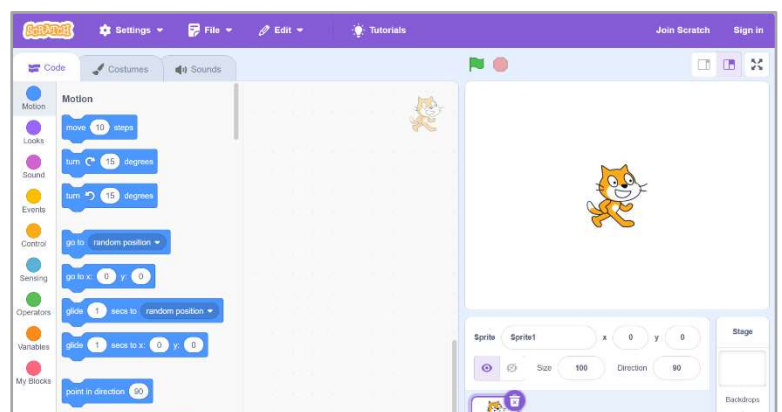 SCRATCH Settings File Edit Tutorials Join Scratch Sign in
Code Costumes Sounds
Motion
Looks
Sound
Events
Control
Sensing
Operators
Variables
My Blocks
Motion
move 10 steps
turn 15 degrees
turn 15 degrees
go to random position
go to x: 0 y: 0
glide 1 secs to random position
glide 1 secs to x: 0 y: 0
point in direction 90
Sprite Sprite1 x 0 y 0
Size 100 Direction 90
Stage
Backdrops